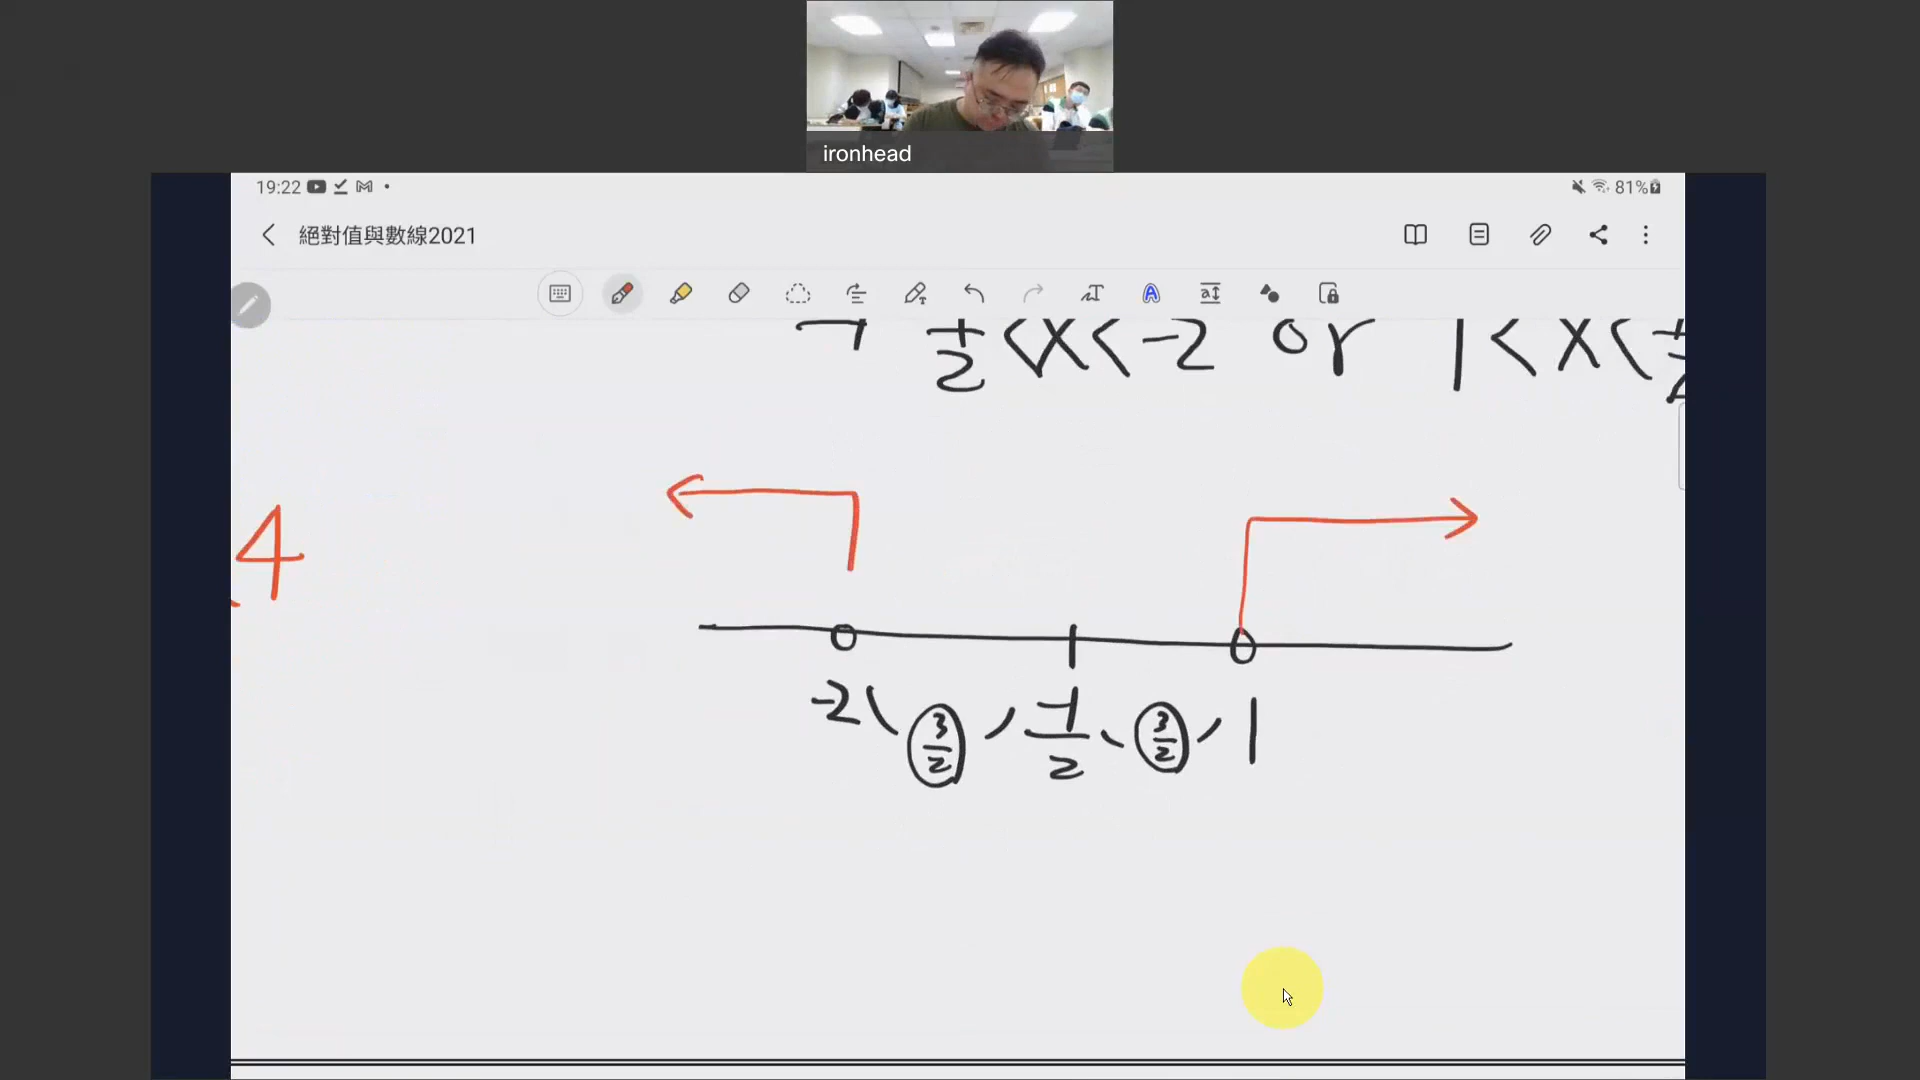 ironhead
19:22
81%
絕對值與數線2021
1/2 < x < -2 or 1 < x <
4
-2 3/2 -1/2 3/2 1